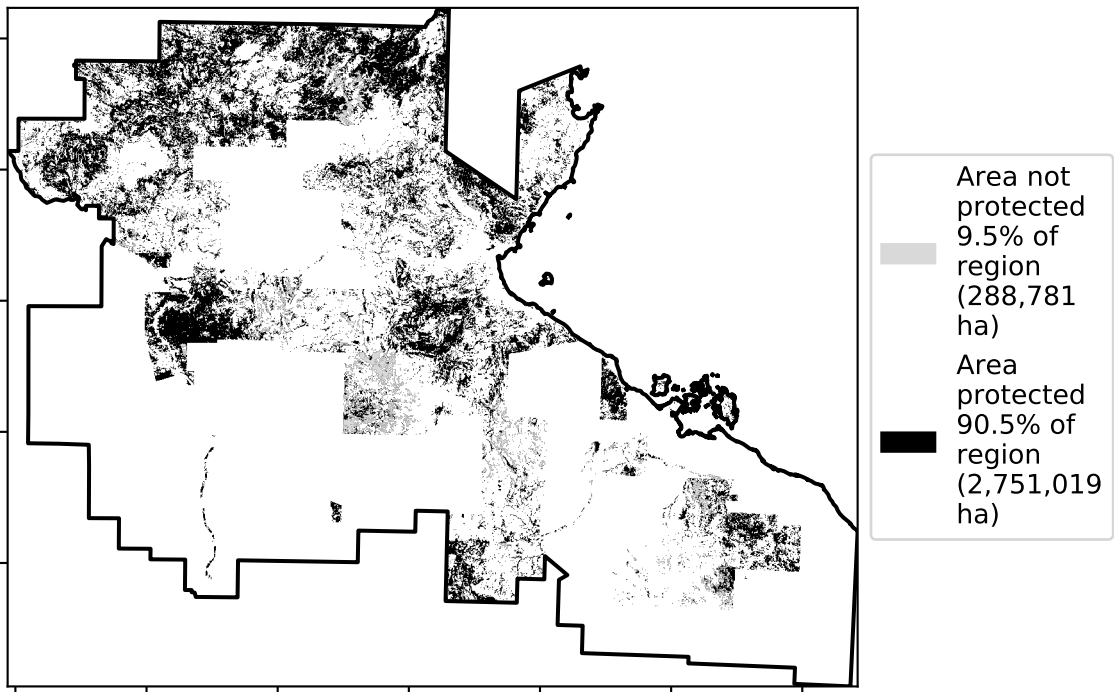 Area not
protected
9.5% of
region
(288,781
ha)
Area
protected
90.5% of
region
(2,751,019
ha)